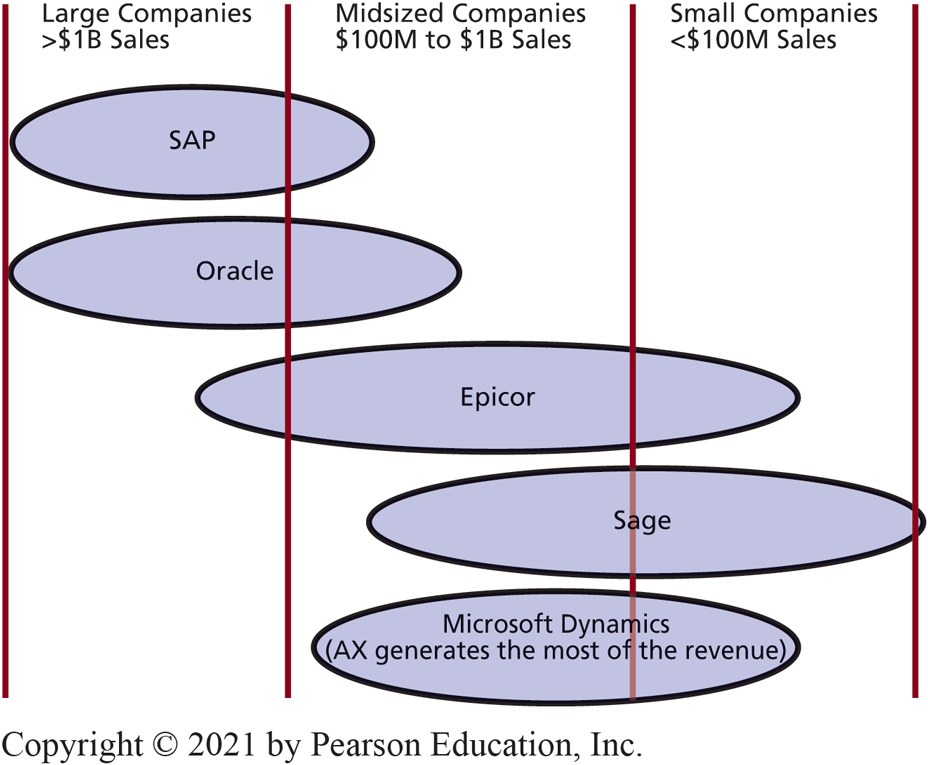 Large Companies
>$1B Sales
Midsized Companies
$100M to $1B Sales
Small Companies
<$100M Sales
SAP
Oracle
Epicor
Sage
Microsoft Dynamics
(AX generates the most of the revenue)
Copyright © 2021 by Pearson Education, Inc.